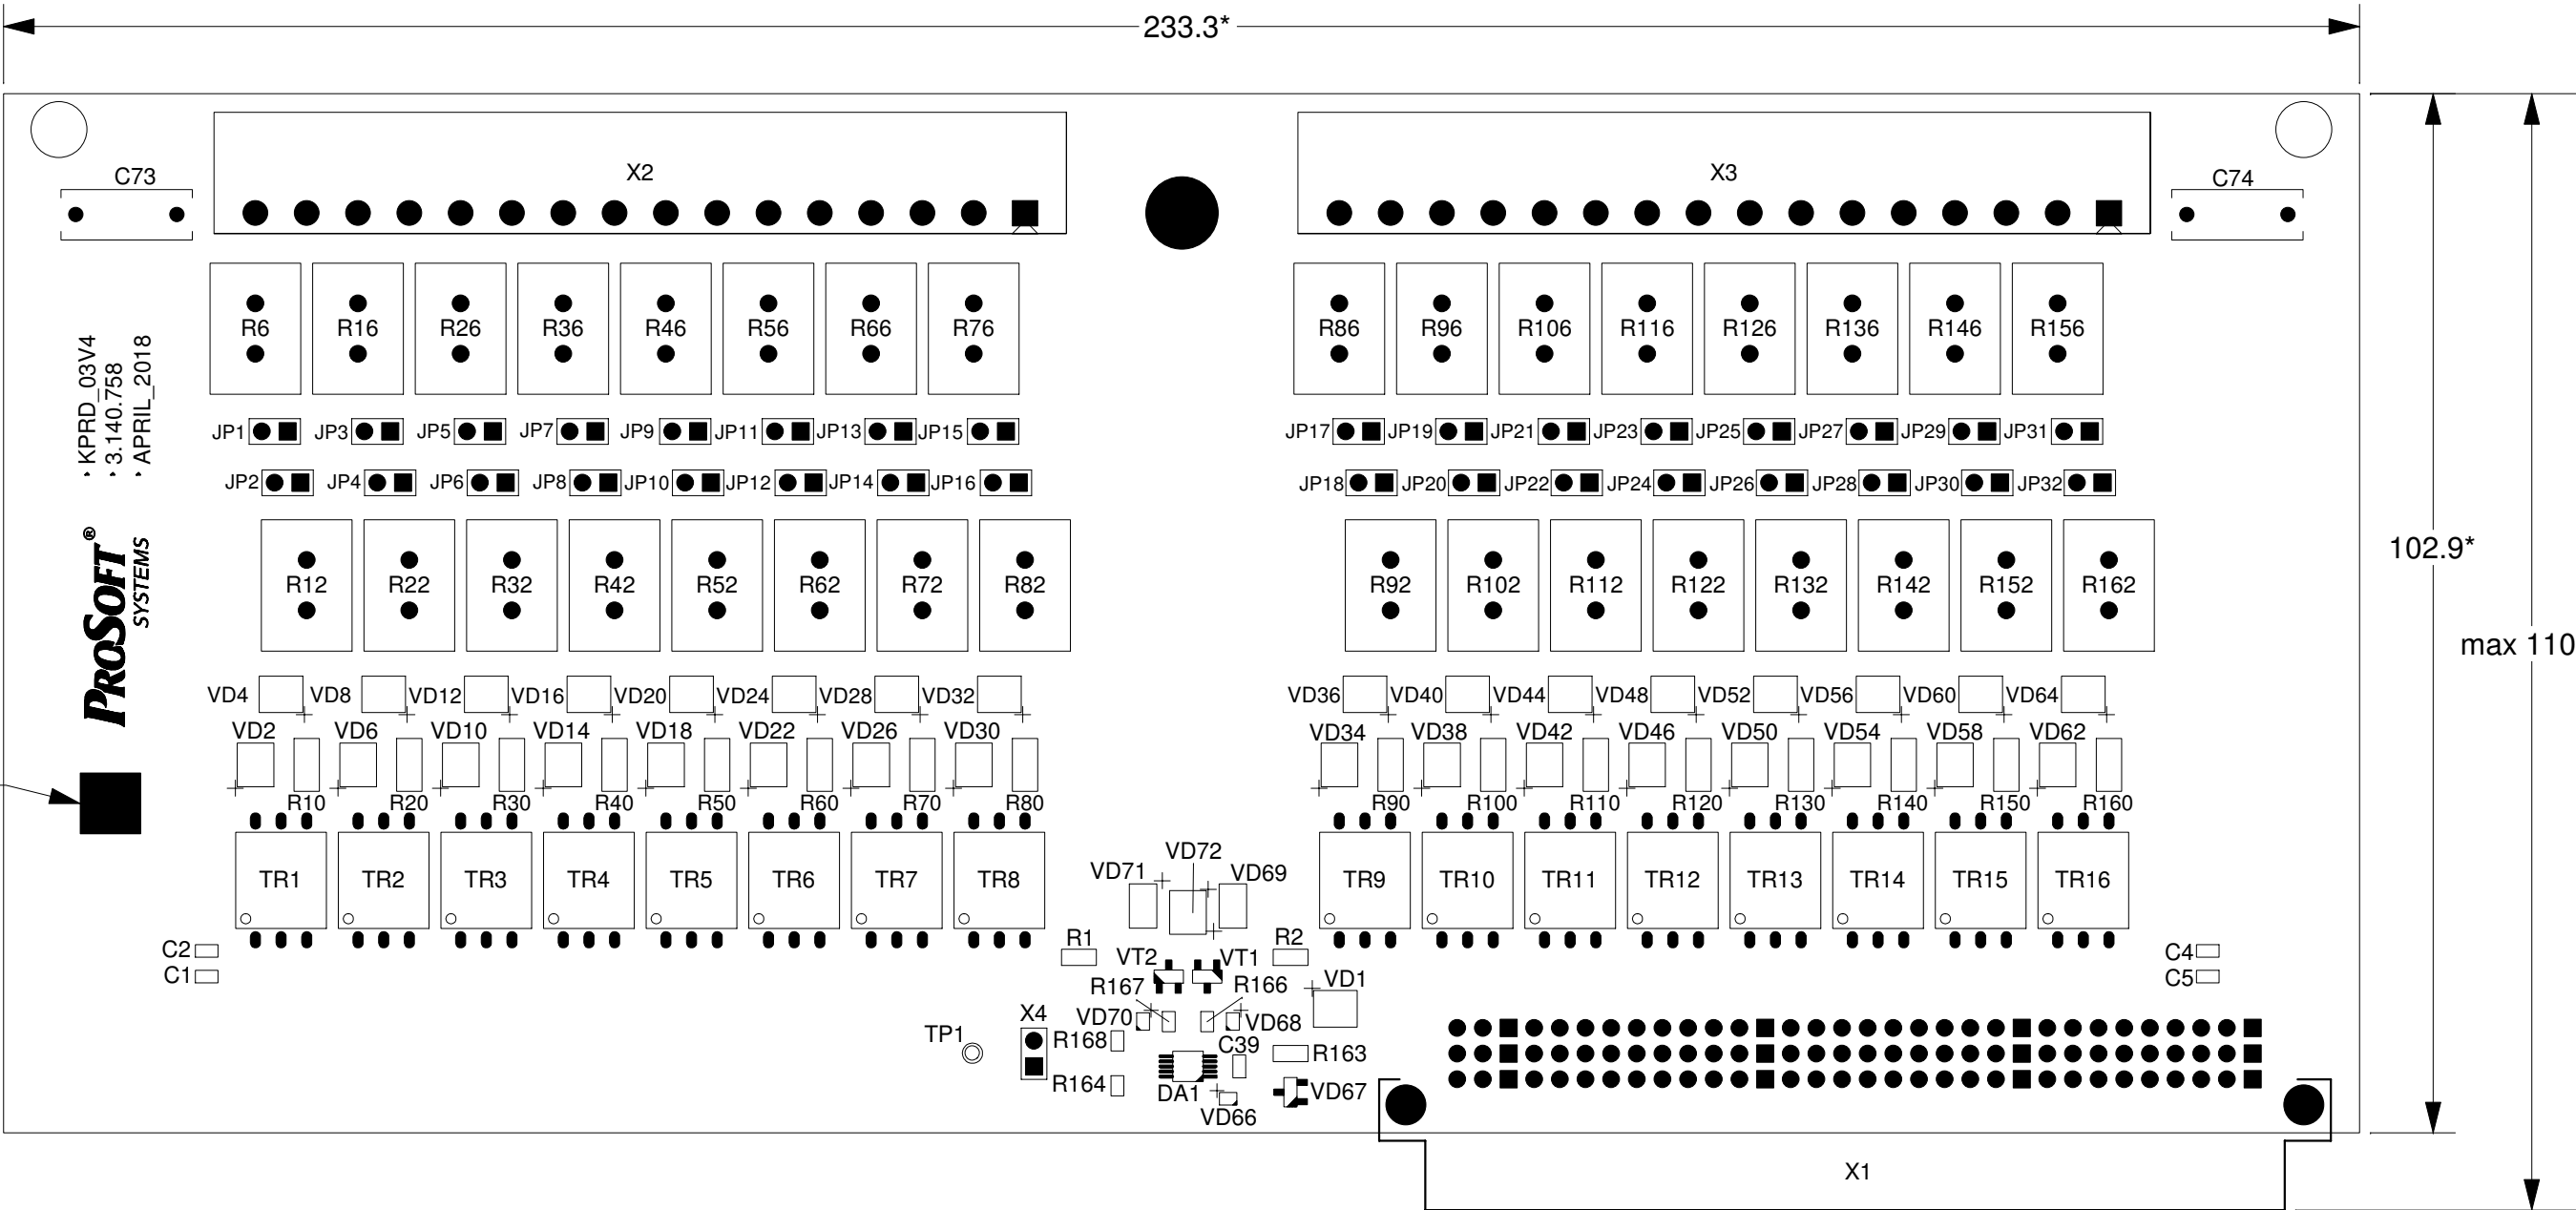 233.3*
C73 X2 X3 C74
R6 R16 R26 R36 R46 R56 R66 R76 R86 R96 R106 R116 R126 R136 R146 R156
KPRD_03V4
3.140.758
APRIL_2018
JP1 JP3 JP5 JP7 JP9 JP11 JP13 JP15 JP17 JP19 JP21 JP23 JP25 JP27 JP29 JP31
JP2 JP4 JP6 JP8 JP10 JP12 JP14 JP16 JP18 JP20 JP22 JP24 JP26 JP28 JP30 JP32
PROSOFT®
SYSTEMS
102.9*
R12 R22 R32 R42 R52 R62 R72 R82 R92 R102 R112 R122 R132 R142 R152 R162
max 110
VD4 VD8 VD12 VD16 VD20 VD24 VD28 VD32 VD36 VD40 VD44 VD48 VD52 VD56 VD60 VD64
VD2 VD6 VD10 VD14 VD18 VD22 VD26 VD30 VD34 VD38 VD42 VD46 VD50 VD54 VD58 VD62
R10 R20 R30 R40 R50 R60 R70 R80 R90 R100 R110 R120 R130 R140 R150 R160
VD72
VD71 VD69
TR1 TR2 TR3 TR4 TR5 TR6 TR7 TR8 TR9 TR10 TR11 TR12 TR13 TR14 TR15 TR16
R1 R2
C2 VT2 VT1 C4
C1 C5
R167 R166 VD1
X4 VD70 VD68
TP1 R168 C39 R163
R164 DA1 VD67
VD66
X1